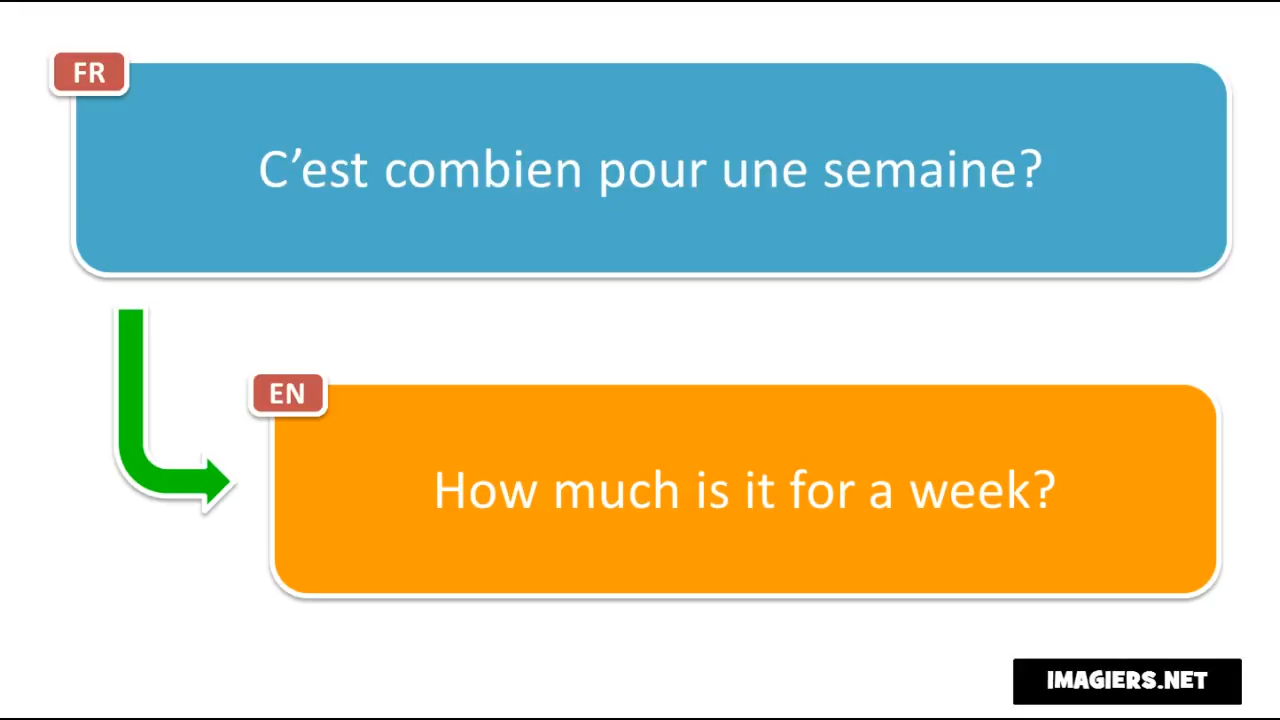 FR
C’est combien pour une semaine?
EN
How much is it for a week?
IMAGIERS.NET